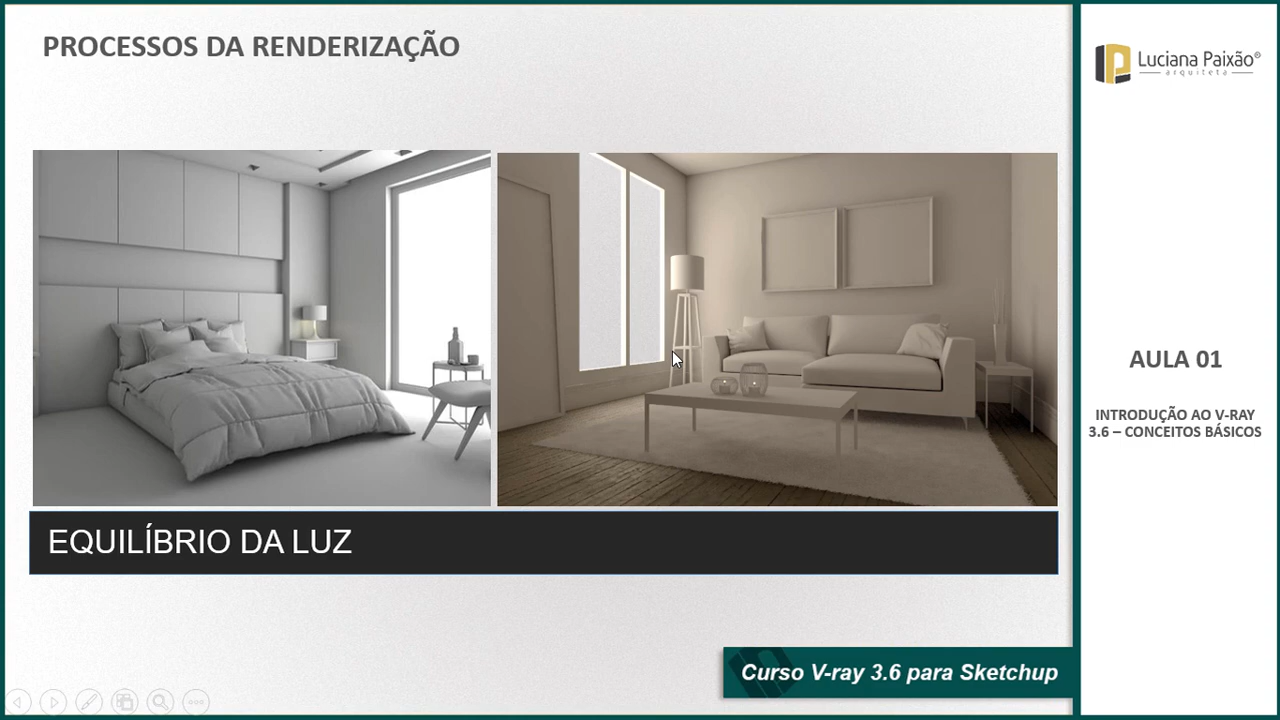 PROCESSOS DA RENDERIZAÇÃO
EQUILÍBRIO DA LUZ
Curso V-ray 3.6 para Sketchup
Luciana Paixão®
arquiteta
AULA 01
INTRODUÇÃO AO V-RAY
3.6 – CONCEITOS BÁSICOS